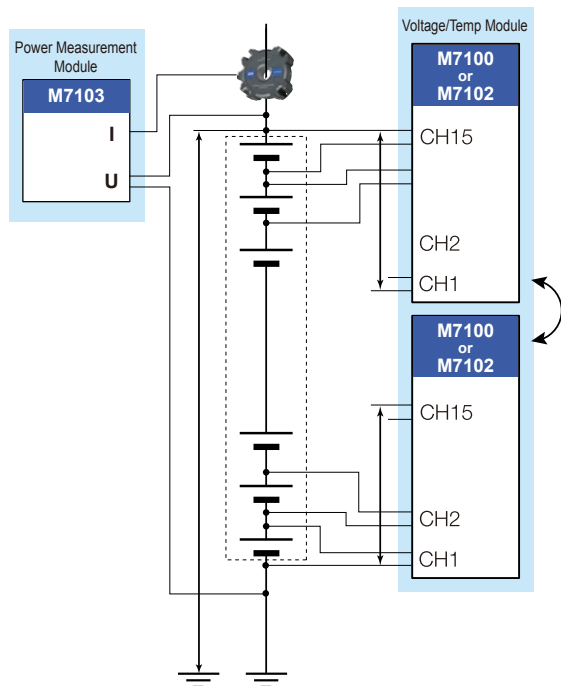 Power Measurement
Module
M7103
I
U
Voltage/Temp Module
M7100
or
M7102
CH15
CH2
CH1
M7100
or
M7102
CH15
CH2
CH1